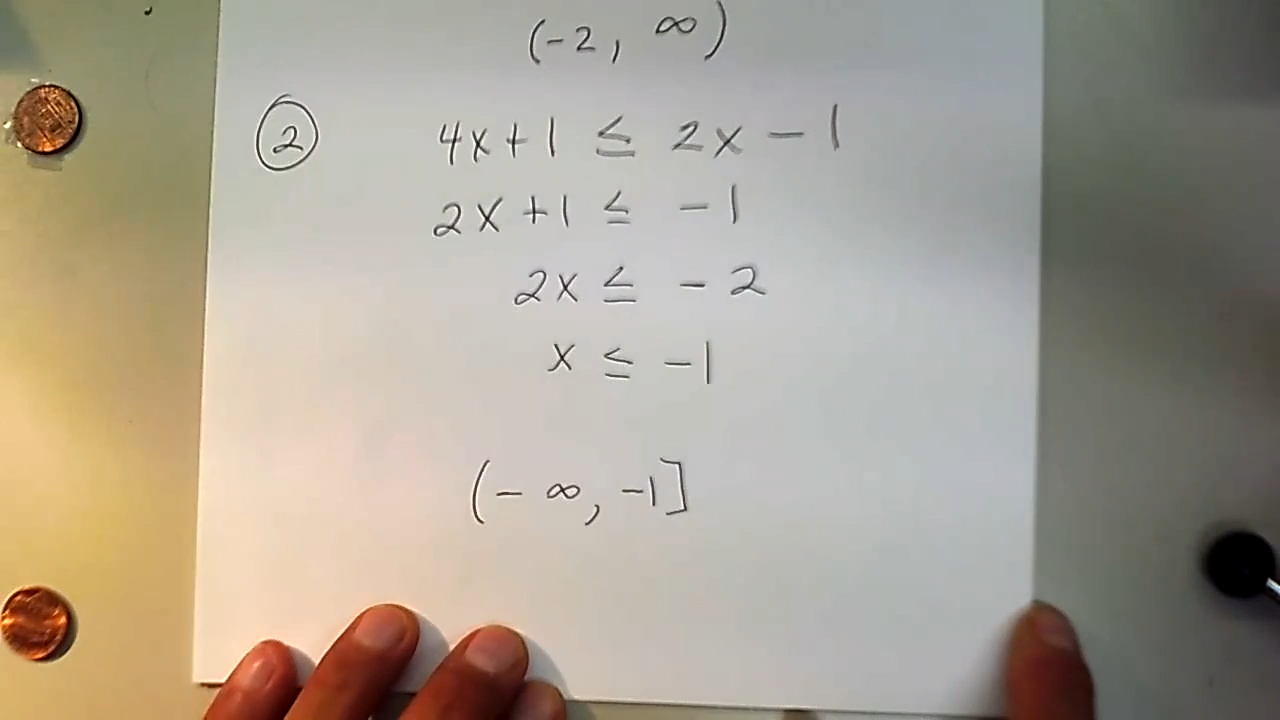 (-2, ∞)
② 4x+1 ≤ 2x - 1
2x + 1 ≤ -1
2x ≤ -2
x ≤ -1
(-∞, -1]